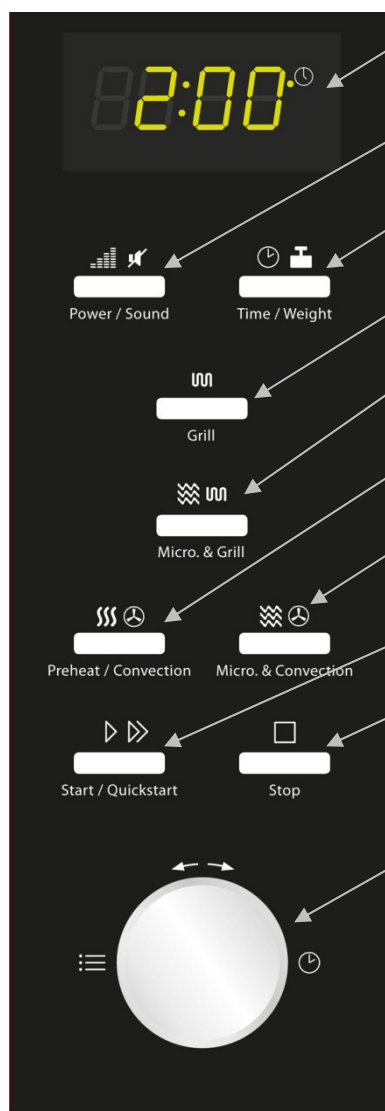 2:00
Power / Sound
Time / Weight
Grill
Micro. & Grill
Preheat / Convection
Micro. & Convection
Start / Quickstart
Stop